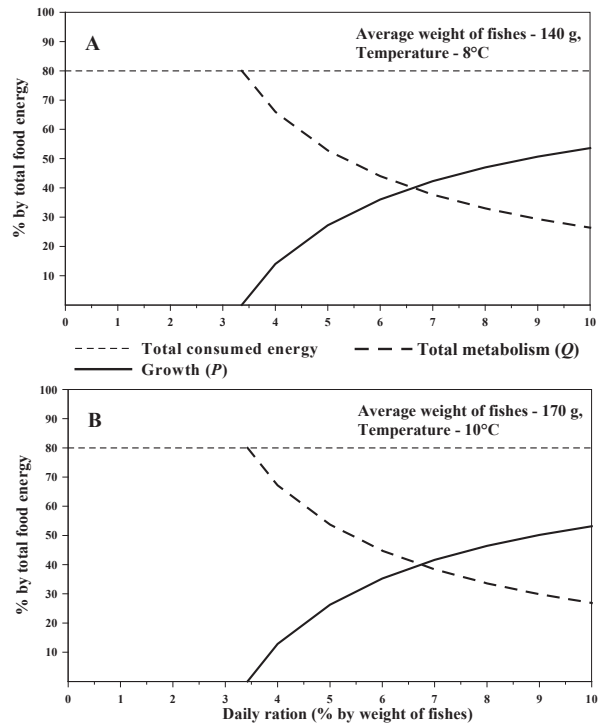 A
Average weight of fishes - 140 g,
Temperature - 8°C
% by total food energy
100
90
80
70
60
50
40
30
20
10
0 1 2 3 4 5 6 7 8 9 10
Total consumed energy
Total metabolism (Q)
Growth (P)
B
Average weight of fishes - 170 g,
Temperature - 10°C
% by total food energy
100
90
80
70
60
50
40
30
20
10
0 1 2 3 4 5 6 7 8 9 10
Daily ration (% by weight of fishes)